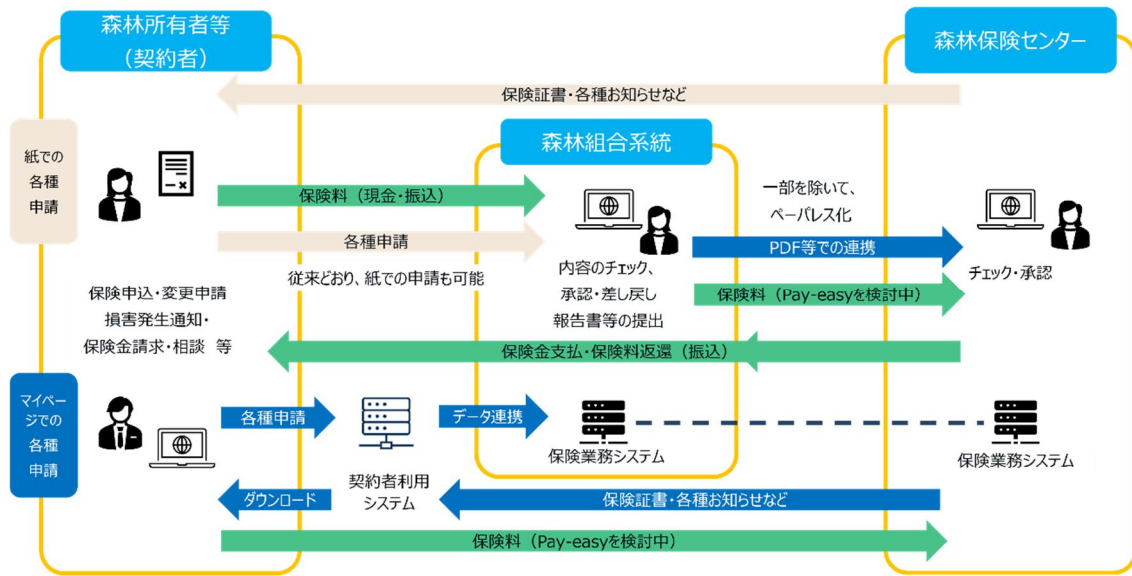 森林所有者等
（契約者）
森林保険センター
保険証書・各種お知らせなど
紙での
各種
申請
森林組合系統
保険料（現金・振込）
一部を除いて、
ペーパレス化
各種申請
PDF等での連携
従来どおり、紙での申請も可能
内容のチェック、
承認・差し戻し
報告書等の提出
チェック・承認
保険料（Pay-easyを検討中）
保険申込・変更申請
損害発生通知・
保険金請求・相談 等
保険金支払・保険料返還（振込）
マイペー
ジでの
各種
申請
各種申請
データ連携
保険業務システム
保険業務システム
契約者利用
システム
ダウンロード
保険証書・各種お知らせなど
保険料（Pay-easyを検討中）